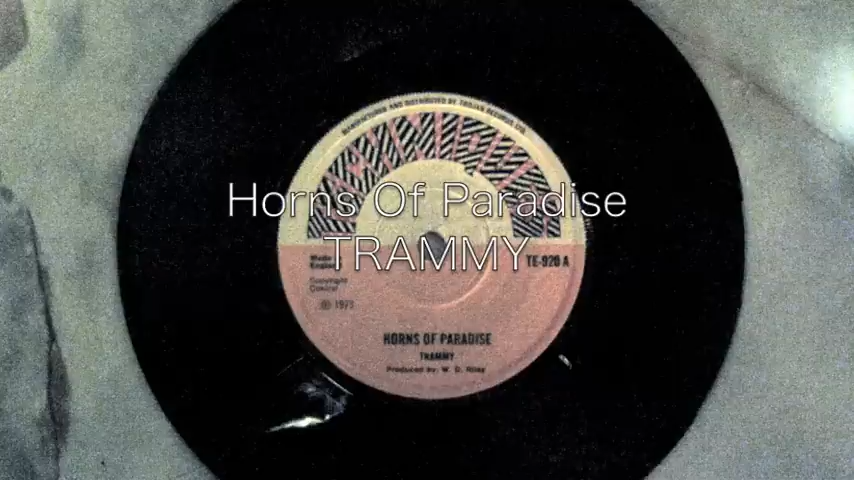 MANUFACTURED AND DISTRIBUTED BY TROJAN RECORDS LTD.
Horns Of Paradise
TRAMMY
Made
England
TE-920 A
Copyright
Control
℗ 1973
HORNS OF PARADISE
TRAMMY
Produced by: W. D. Riley